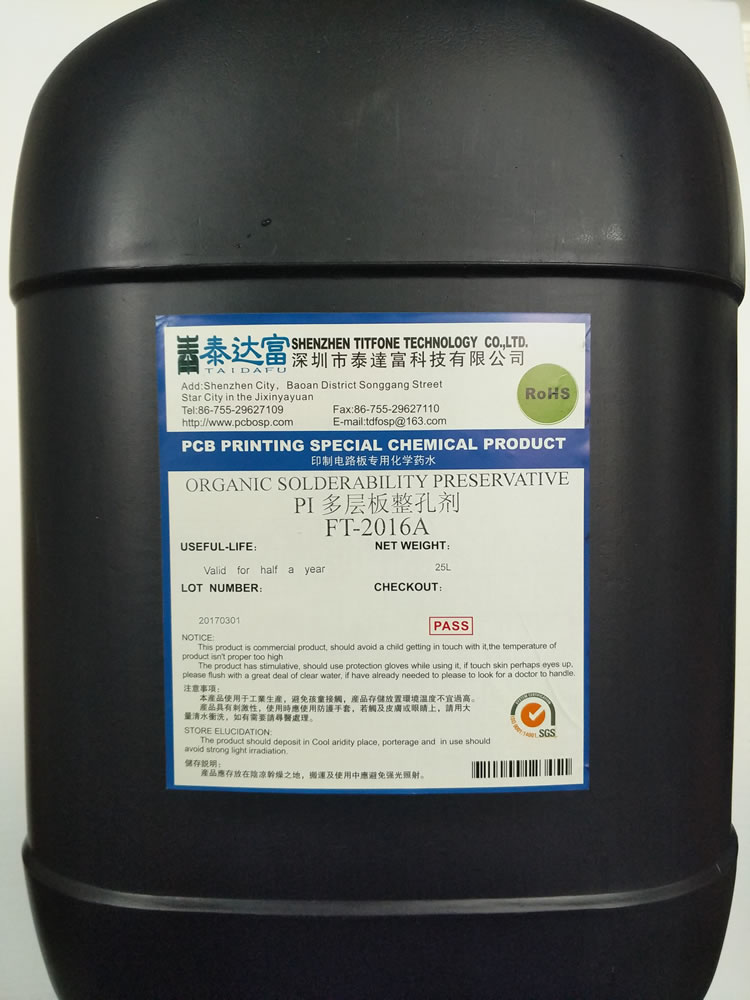 泰达富
TAIDAFU
SHENZHEN TITFONE TECHNOLOGY CO.,LTD.
深圳市泰達富科技有限公司
Add:Shenzhen City, Baoan District Songgang Street
Star City in the Jixinyayuan
Tel:86-755-29627109 Fax:86-755-29627110
http://www.pcbosp.com E-mail:tdfosp@163.com
RoHS
PCB PRINTING SPECIAL CHEMICAL PRODUCT
印制电路板专用化学药水
ORGANIC SOLDERABILITY PRESERVATIVE
PI 多层板整孔剂
FT-2016A
USEFUL-LIFE: NET WEIGHT:
Valid for half a year 25L
LOT NUMBER: CHECKOUT:
20170301 PASS
NOTICE:
This product is commercial product, should avoid a child getting in touch with it,the temperature of
product isn't proper too high
The product has stimulative, should use protection gloves while using it, if touch skin perhaps eyes up,
please flush with a great deal of clear water, if have already needed to please to look for a doctor to handle.
注意事項:
本產品使用于工業生産，避免孩童接觸，產品存儲放置環境溫度不宜過高。
産品具有刺激性，使用時應使用防護手套，若觸及皮膚或眼睛上，請用大
量清水衝洗，如有需要請尋醫處理。
STORE ELUCIDATION:
The product should deposit in Cool aridity place, porterage and in use should
avoid strong light irradiation.
儲存説明:
産品應存放在陰凉幹燥之地，搬運及使用中應避免强光照射。
SGS